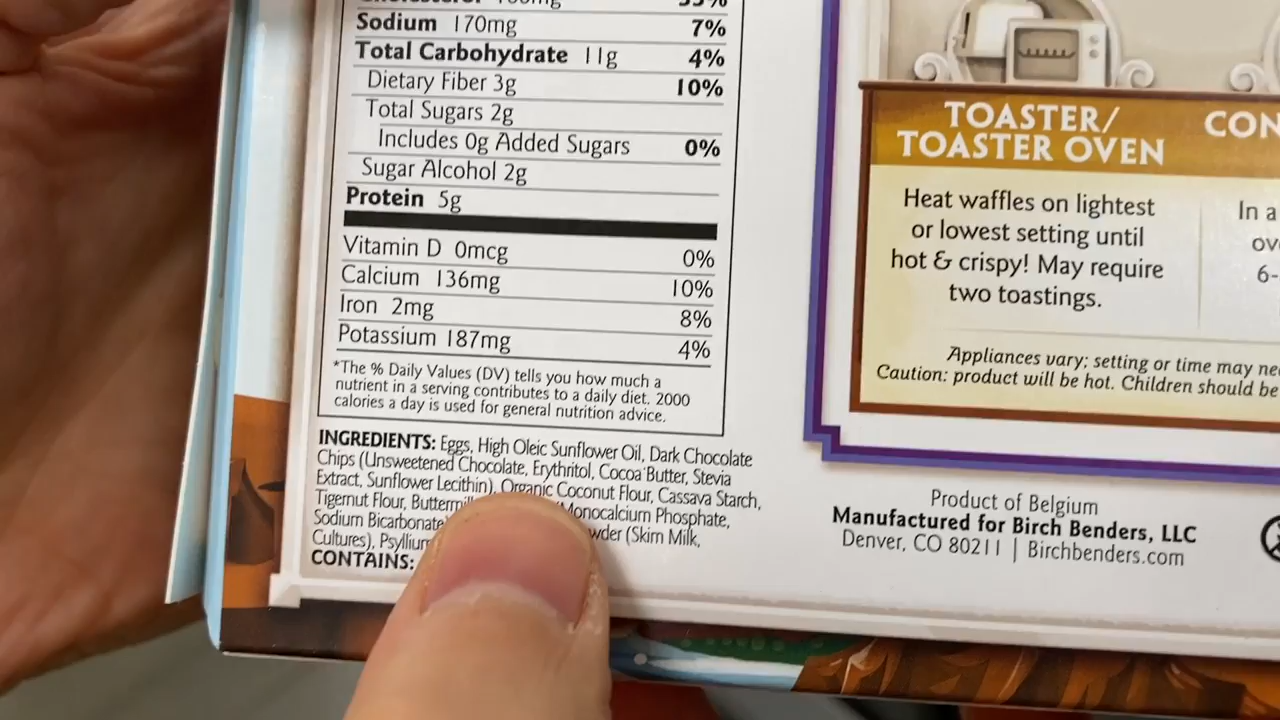 Sodium 170mg 7%
Total Carbohydrate 11g 4%
Dietary Fiber 3g 10%
Total Sugars 2g
Includes 0g Added Sugars 0%
Sugar Alcohol 2g
Protein 5g
Vitamin D 0mcg 0%
Calcium 136mg 10%
Iron 2mg 8%
Potassium 187mg 4%
*The % Daily Values (DV) tells you how much a
nutrient in a serving contributes to a daily diet. 2000
calories a day is used for general nutrition advice.
INGREDIENTS: Eggs, High Oleic Sunflower Oil, Dark Chocolate
Chips (Unsweetened Chocolate, Erythritol, Cocoa Butter, Stevia
Extract, Sunflower Lecithin), Organic Coconut Flour, Cassava Starch,
Tigernut Flour, (Monocalcium Phosphate,
Sodium Bicarbonate (Skim Milk,
Cultures),
CONTAINS:
TOASTER/
TOASTER OVEN
Heat waffles on lightest
or lowest setting until
hot & crispy! May require
two toastings.
CON
In a
ov
6-
Appliances vary; setting or time may
Caution: product will be hot. Children should be
Product of Belgium
Manufactured for Birch Benders, LLC
Denver, CO 80211 | Birchbenders.com